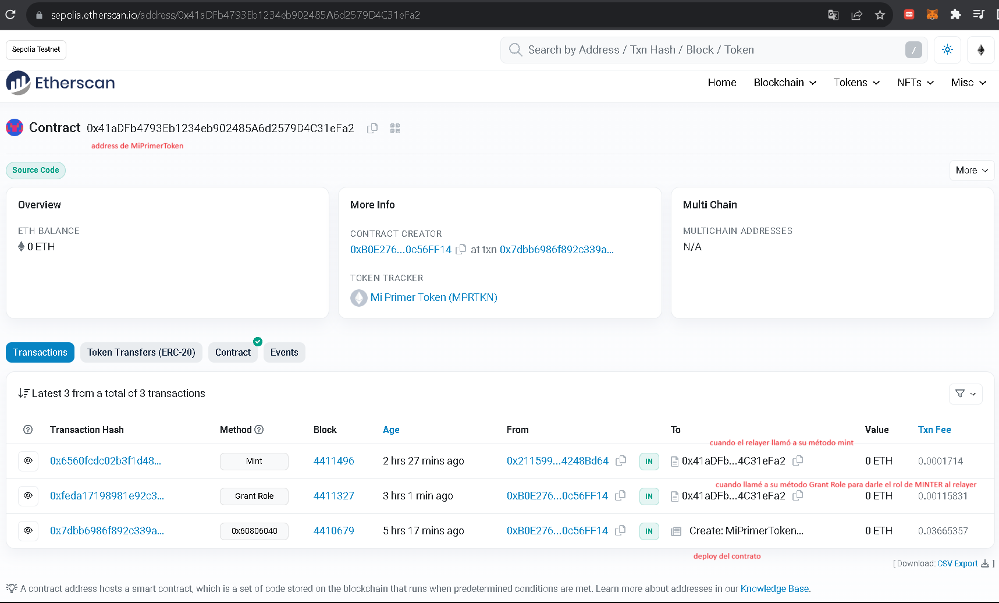 sepolia.etherscan.io/address/0x41aDFb4793Eb1234eb902485A6d2579D4C31eFa2
Sepolia Testnet
Search by Address / Txn Hash / Block / Token
/
Etherscan
Home Blockchain Tokens NFTs Misc
Contract 0x41aDFb4793Eb1234eb902485A6d2579D4C31eFa2
address de MiPrimerToken
Source Code
More
Overview
ETH BALANCE
0 ETH
More Info
CONTRACT CREATOR
0xB0E276...0c56FF14 at txn 0x7dbb6986f892c339a...
TOKEN TRACKER
Mi Primer Token (MPRTKN)
Multi Chain
MULTICHAIN ADDRESSES
N/A
Transactions Token Transfers (ERC-20) Contract Events
Latest 3 from a total of 3 transactions
Transaction Hash Method Block Age From To Value Txn Fee
cuando el relayer llamó a su método mint
0x6560fcdc02b3f1d48... Mint 4411496 2 hrs 27 mins ago 0x211599...4248Bd64 IN 0x41aDFb...4C31eFa2 0 ETH 0.0001714
cuando llamé a su método Grant Role para darle el rol de MINTER al relayer
0xfeda17198981e92c3... Grant Role 4411327 3 hrs 1 min ago 0xB0E276...0c56FF14 IN 0x41aDFb...4C31eFa2 0 ETH 0.00115831
0x7dbb6986f892c339a... 0x60806040 4410679 5 hrs 17 mins ago 0xB0E276...0c56FF14 IN Create: MiPrimerToken... 0 ETH 0.03665357
deploy del contrato
[ Download: CSV Export ]
A contract address hosts a smart contract, which is a set of code stored on the blockchain that runs when predetermined conditions are met. Learn more about addresses in our Knowledge Base.